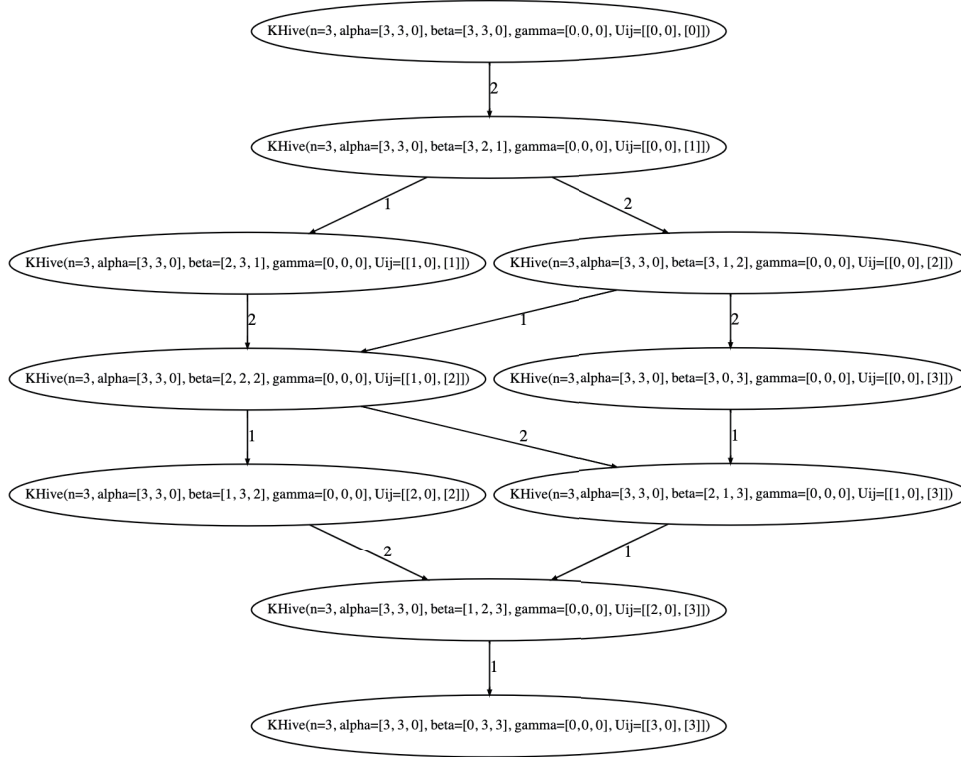 KHive(n=3, alpha=[3, 3, 0], beta=[3, 3, 0], gamma=[0, 0, 0], Uij=[[0, 0], [0]])
2
KHive(n=3, alpha=[3, 3, 0], beta=[3, 2, 1], gamma=[0, 0, 0], Uij=[[0, 0], [1]])
1 2
KHive(n=3, alpha=[3, 3, 0], beta=[2, 3, 1], gamma=[0, 0, 0], Uij=[[1, 0], [1]]) KHive(n=3, alpha=[3, 3, 0], beta=[3, 1, 2], gamma=[0, 0, 0], Uij=[[0, 0], [2]])
2 1 2
KHive(n=3, alpha=[3, 3, 0], beta=[2, 2, 2], gamma=[0, 0, 0], Uij=[[1, 0], [2]]) KHive(n=3, alpha=[3, 3, 0], beta=[3, 0, 3], gamma=[0, 0, 0], Uij=[[0, 0], [3]])
1 2 1
KHive(n=3, alpha=[3, 3, 0], beta=[1, 3, 2], gamma=[0, 0, 0], Uij=[[2, 0], [2]]) KHive(n=3, alpha=[3, 3, 0], beta=[2, 1, 3], gamma=[0, 0, 0], Uij=[[1, 0], [3]])
2 1
KHive(n=3, alpha=[3, 3, 0], beta=[1, 2, 3], gamma=[0, 0, 0], Uij=[[2, 0], [3]])
1
KHive(n=3, alpha=[3, 3, 0], beta=[0, 3, 3], gamma=[0, 0, 0], Uij=[[3, 0], [3]])